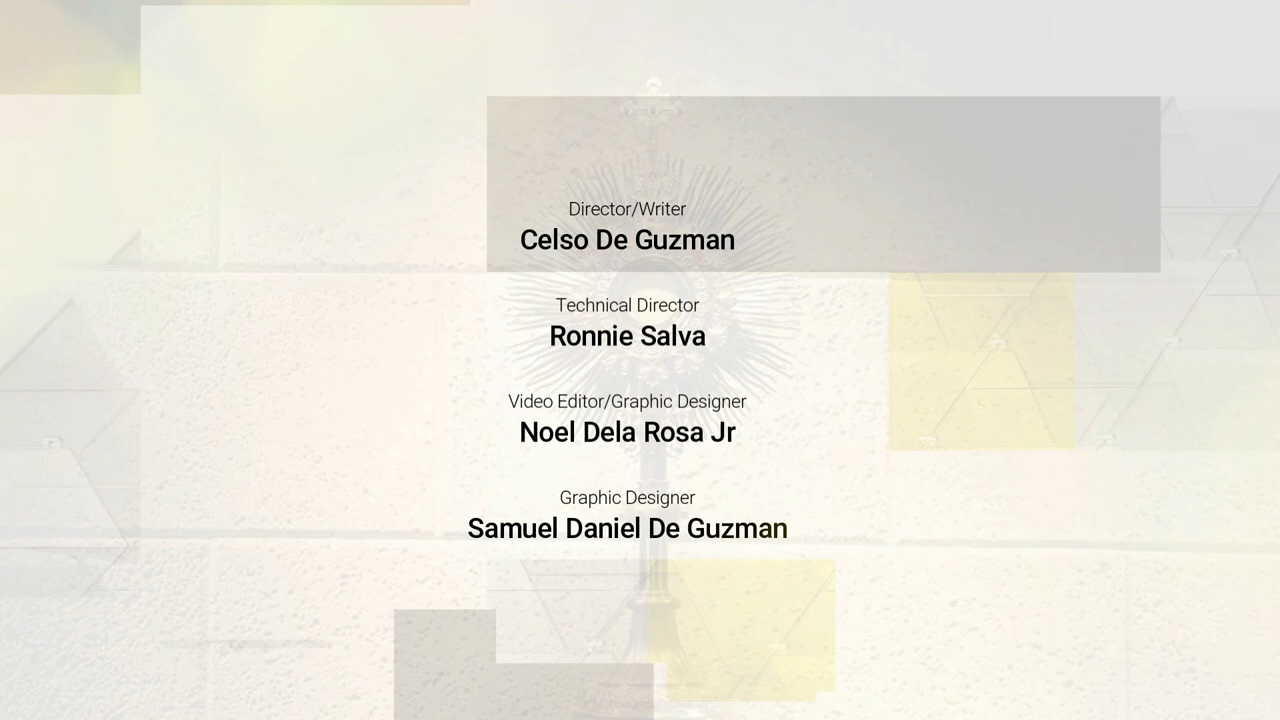 Director/Writer
Celso De Guzman
Technical Director
Ronnie Salva
Video Editor/Graphic Designer
Noel Dela Rosa Jr
Graphic Designer
Samuel Daniel De Guzman